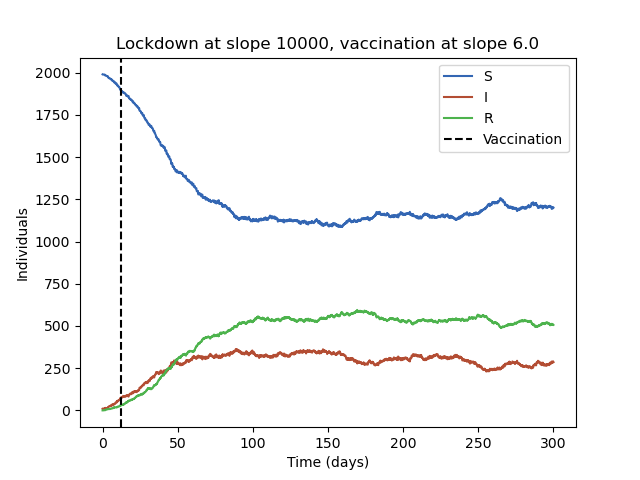 Lockdown at slope 10000, vaccination at slope 6.0
S
I
R
Vaccination
2000
1750
1500
1250
1000
750
500
250
0
Individuals
0 50 100 150 200 250 300
Time (days)